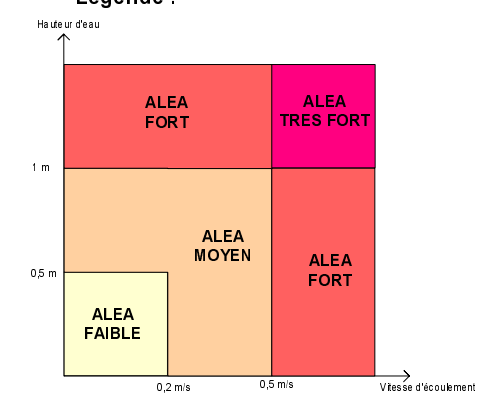 Légende :
Hauteur d'eau
ALEA
FORT
ALEA
TRES FORT
1 m
ALEA
MOYEN
ALEA
FORT
0,5 m
ALEA
FAIBLE
0,2 m/s
0,5 m/s
Vitesse d'écoulement